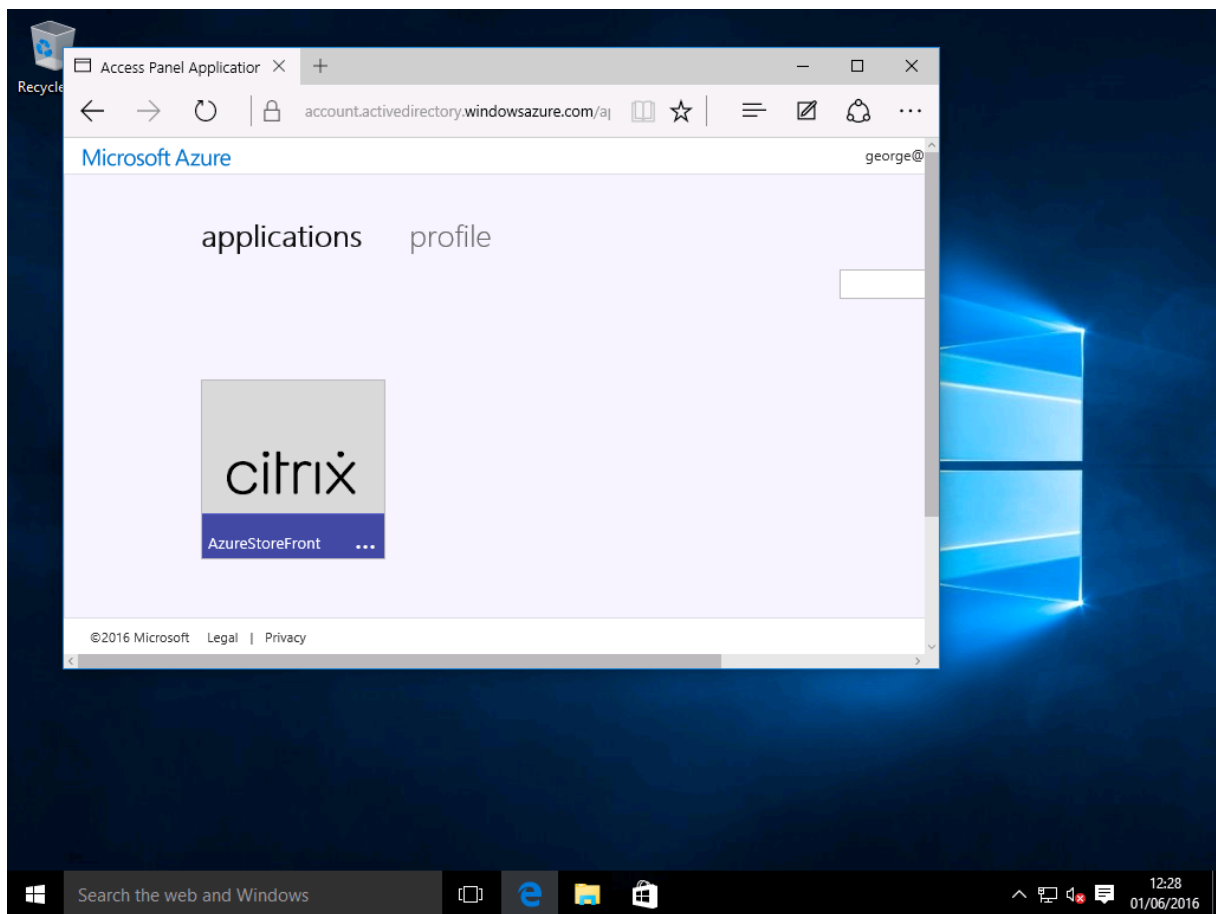 Recycle
Access Panel Application
account.activedirectory.windowsazure.com/a
Microsoft Azure
george@
applications
profile
citrix
AzureStoreFront ...
©2016 Microsoft Legal | Privacy
Search the web and Windows
12:28
01/06/2016